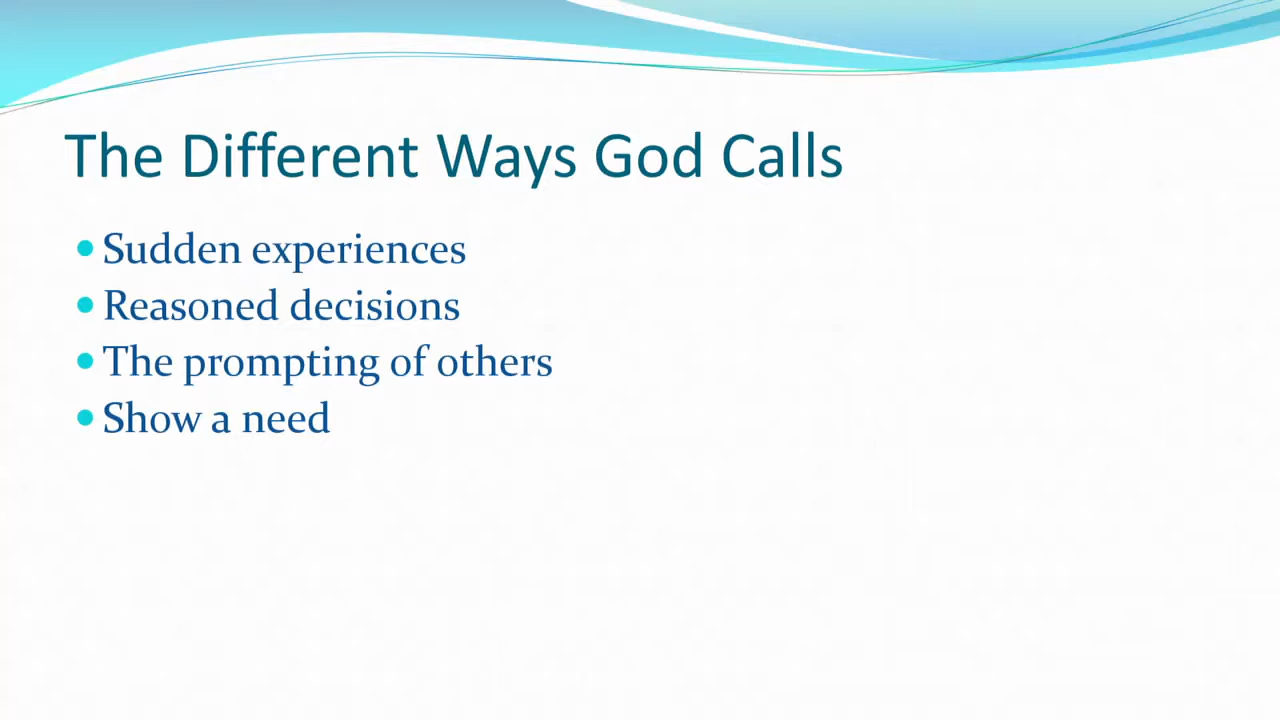 The Different Ways God Calls
Sudden experiences
Reasoned decisions
The prompting of others
Show a need